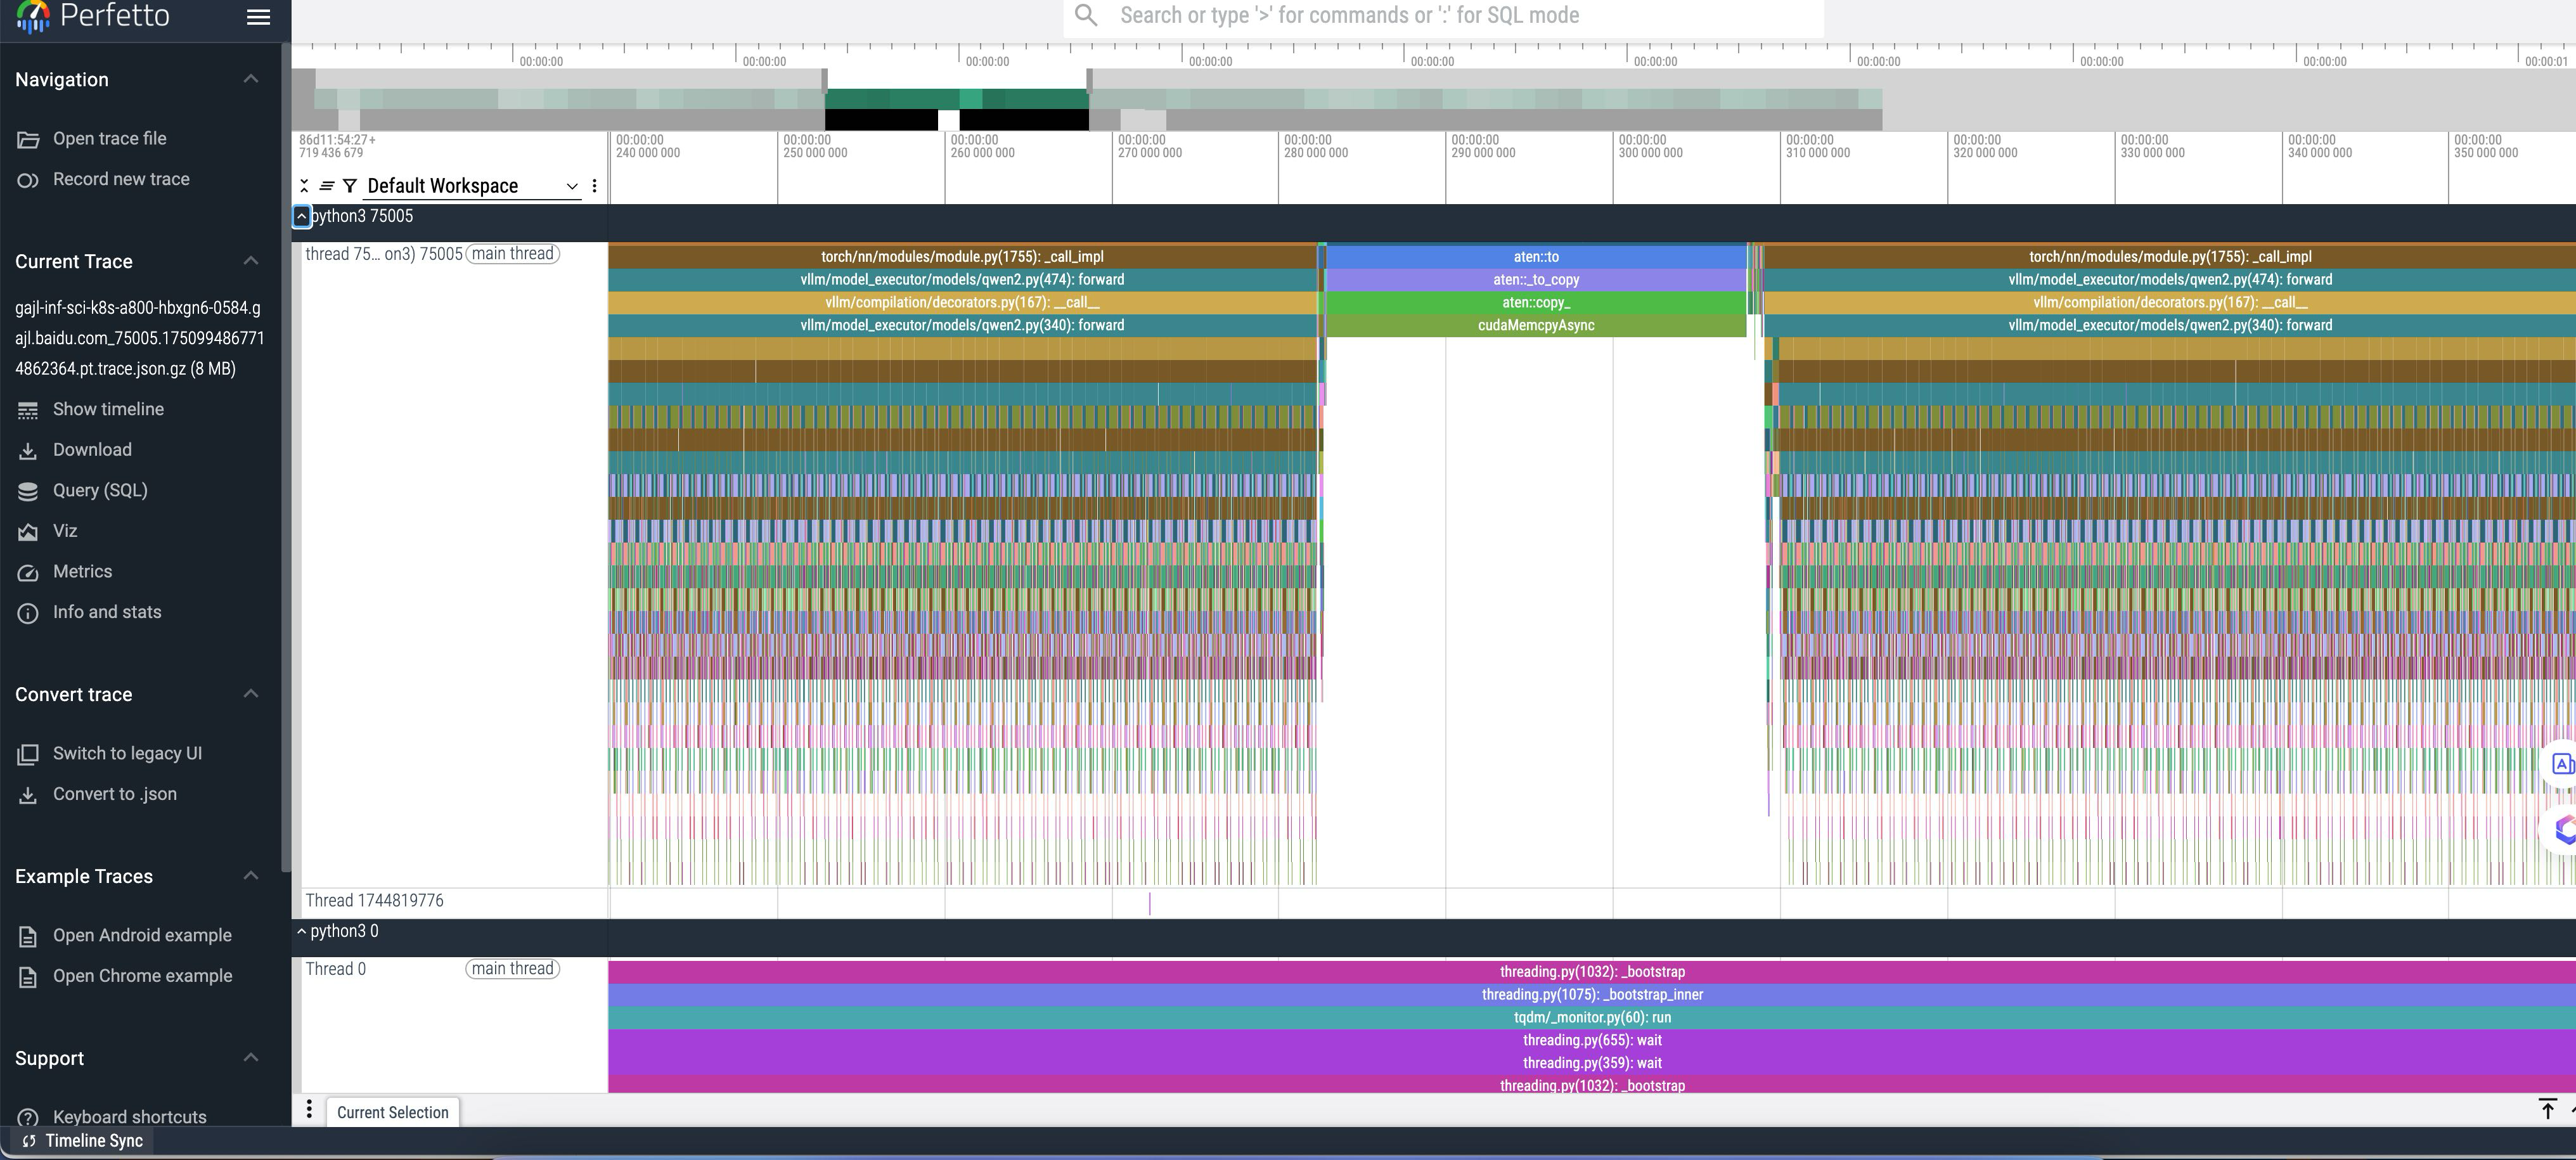 Perfetto
Search or type '>' for commands or ':' for SQL mode
Navigation
Open trace file
Record new trace
Current Trace
gajl-inf-sci-k8s-a800-hbxgn6-0584.g
ajl.baidu.com_75005.175099486771
4862364.pt.trace.json.gz (8 MB)
Show timeline
Download
Query (SQL)
Viz
Metrics
Info and stats
Convert trace
Switch to legacy UI
Convert to .json
Example Traces
Open Android example
Open Chrome example
Support
Keyboard shortcuts
Timeline Sync
00:00:00 00:00:00 00:00:00 00:00:00 00:00:00 00:00:00 00:00:00 00:00:00 00:00:00 00:00:01
86d11:54:27+ 00:00:00 00:00:00 00:00:00 00:00:00 00:00:00 00:00:00 00:00:00 00:00:00 00:00:00 00:00:00 00:00:00 00:00:00
719 436 679 240 000 000 250 000 000 260 000 000 270 000 000 280 000 000 290 000 000 300 000 000 310 000 000 320 000 000 330 000 000 340 000 000 350 000 000
Default Workspace
python3 75005
thread 75... on3) 75005 main thread
torch/nn/modules/module.py(1755): _call_impl aten::to torch/nn/modules/module.py(1755): _call_impl
vllm/model_executor/models/qwen2.py(474): forward aten::_to_copy vllm/model_executor/models/qwen2.py(474): forward
vllm/compilation/decorators.py(167): __call__ aten::copy_ vllm/compilation/decorators.py(167): __call__
vllm/model_executor/models/qwen2.py(340): forward cudaMemcpyAsync vllm/model_executor/models/qwen2.py(340): forward
Thread 1744819776
python3 0
Thread 0 main thread
threading.py(1032): _bootstrap
threading.py(1075): _bootstrap_inner
tqdm/_monitor.py(60): run
threading.py(655): wait
threading.py(359): wait
threading.py(1032): _bootstrap
Current Selection